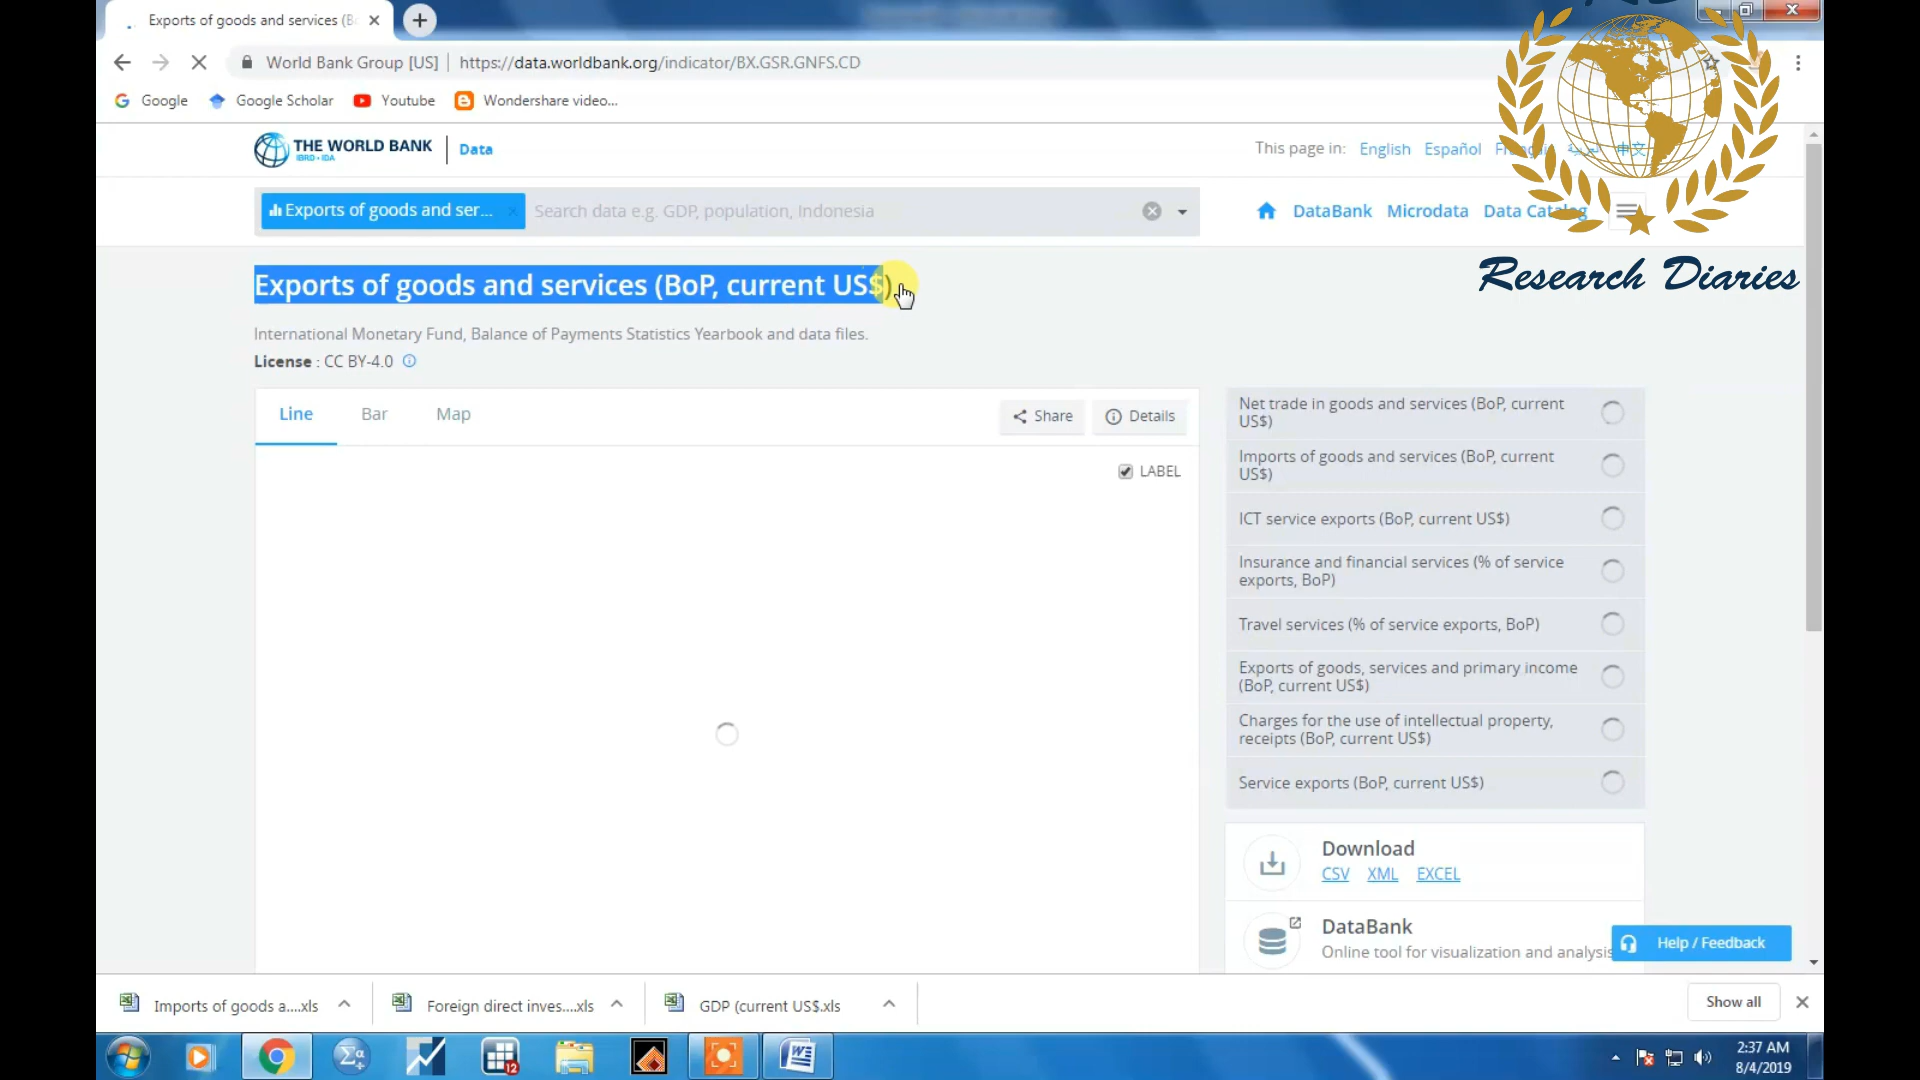 Exports of goods and services (B
World Bank Group [US] | https://data.worldbank.org/indicator/BX.GSR.GNFS.CD
Google
Google Scholar
Youtube
Wondershare video...
THE WORLD BANK
IBRD • IDA
Data
This page in: English Español França العربية 中文
Exports of goods and ser...
Search data e.g. GDP, population, Indonesia
DataBank Microdata Data Catalog
Research Diaries
Exports of goods and services (BoP, current US$)
International Monetary Fund, Balance of Payments Statistics Yearbook and data files.
License : CC BY-4.0
Line Bar Map
Share
Details
LABEL
Net trade in goods and services (BoP, current
US$)
Imports of goods and services (BoP, current
US$)
ICT service exports (BoP, current US$)
Insurance and financial services (% of service
exports, BoP)
Travel services (% of service exports, BoP)
Exports of goods, services and primary income
(BoP, current US$)
Charges for the use of intellectual property,
receipts (BoP, current US$)
Service exports (BoP, current US$)
Download
CSV XML EXCEL
DataBank
Online tool for visualization and analysis
Help / Feedback
Imports of goods a....xls
Foreign direct inves....xls
GDP (current US$.xls
Show all
12
2:37 AM
8/4/2019